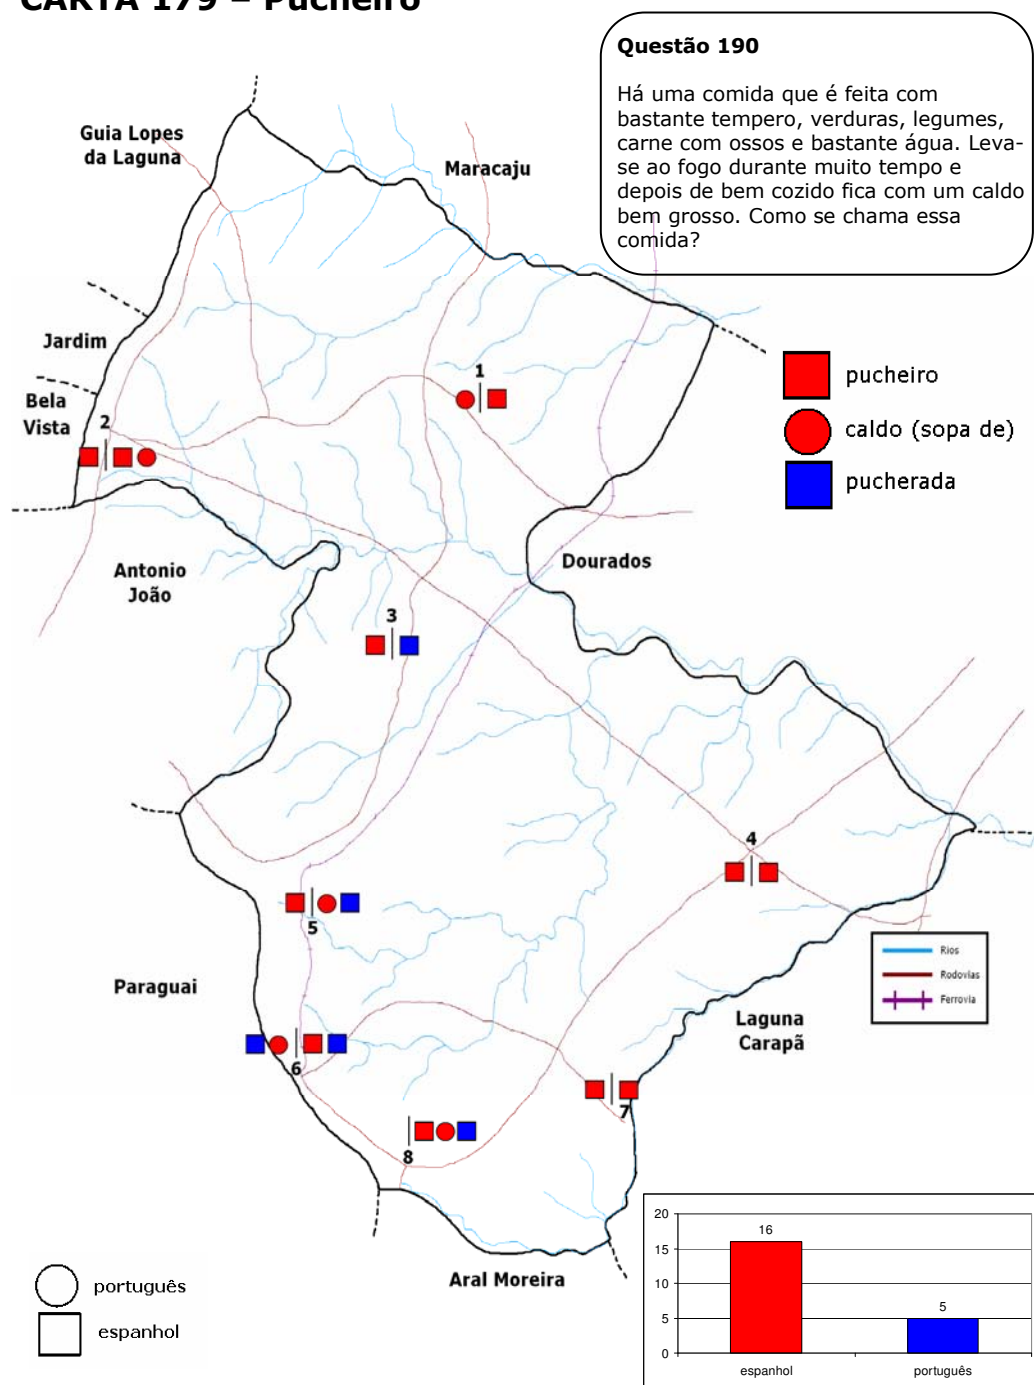 CARTA 179 – Pucheiro
Questão 190
Há uma comida que é feita com
bastante tempero, verduras, legumes,
carne com ossos e bastante água. Leva-
se ao fogo durante muito tempo e
depois de bem cozido fica com um caldo
bem grosso. Como se chama essa
comida?
Guia Lopes
da Laguna
Maracaju
Jardim
Bela
Vista
1
2
pucheiro
caldo (sopa de)
pucherada
Antonio
João
Dourados
3
4
5
Rios
Rodovias
Ferrovia
Paraguai
Laguna
Carapã
6
7
8
Aral Moreira
português
espanhol
20
15
10
5
0
16
5
espanhol
português